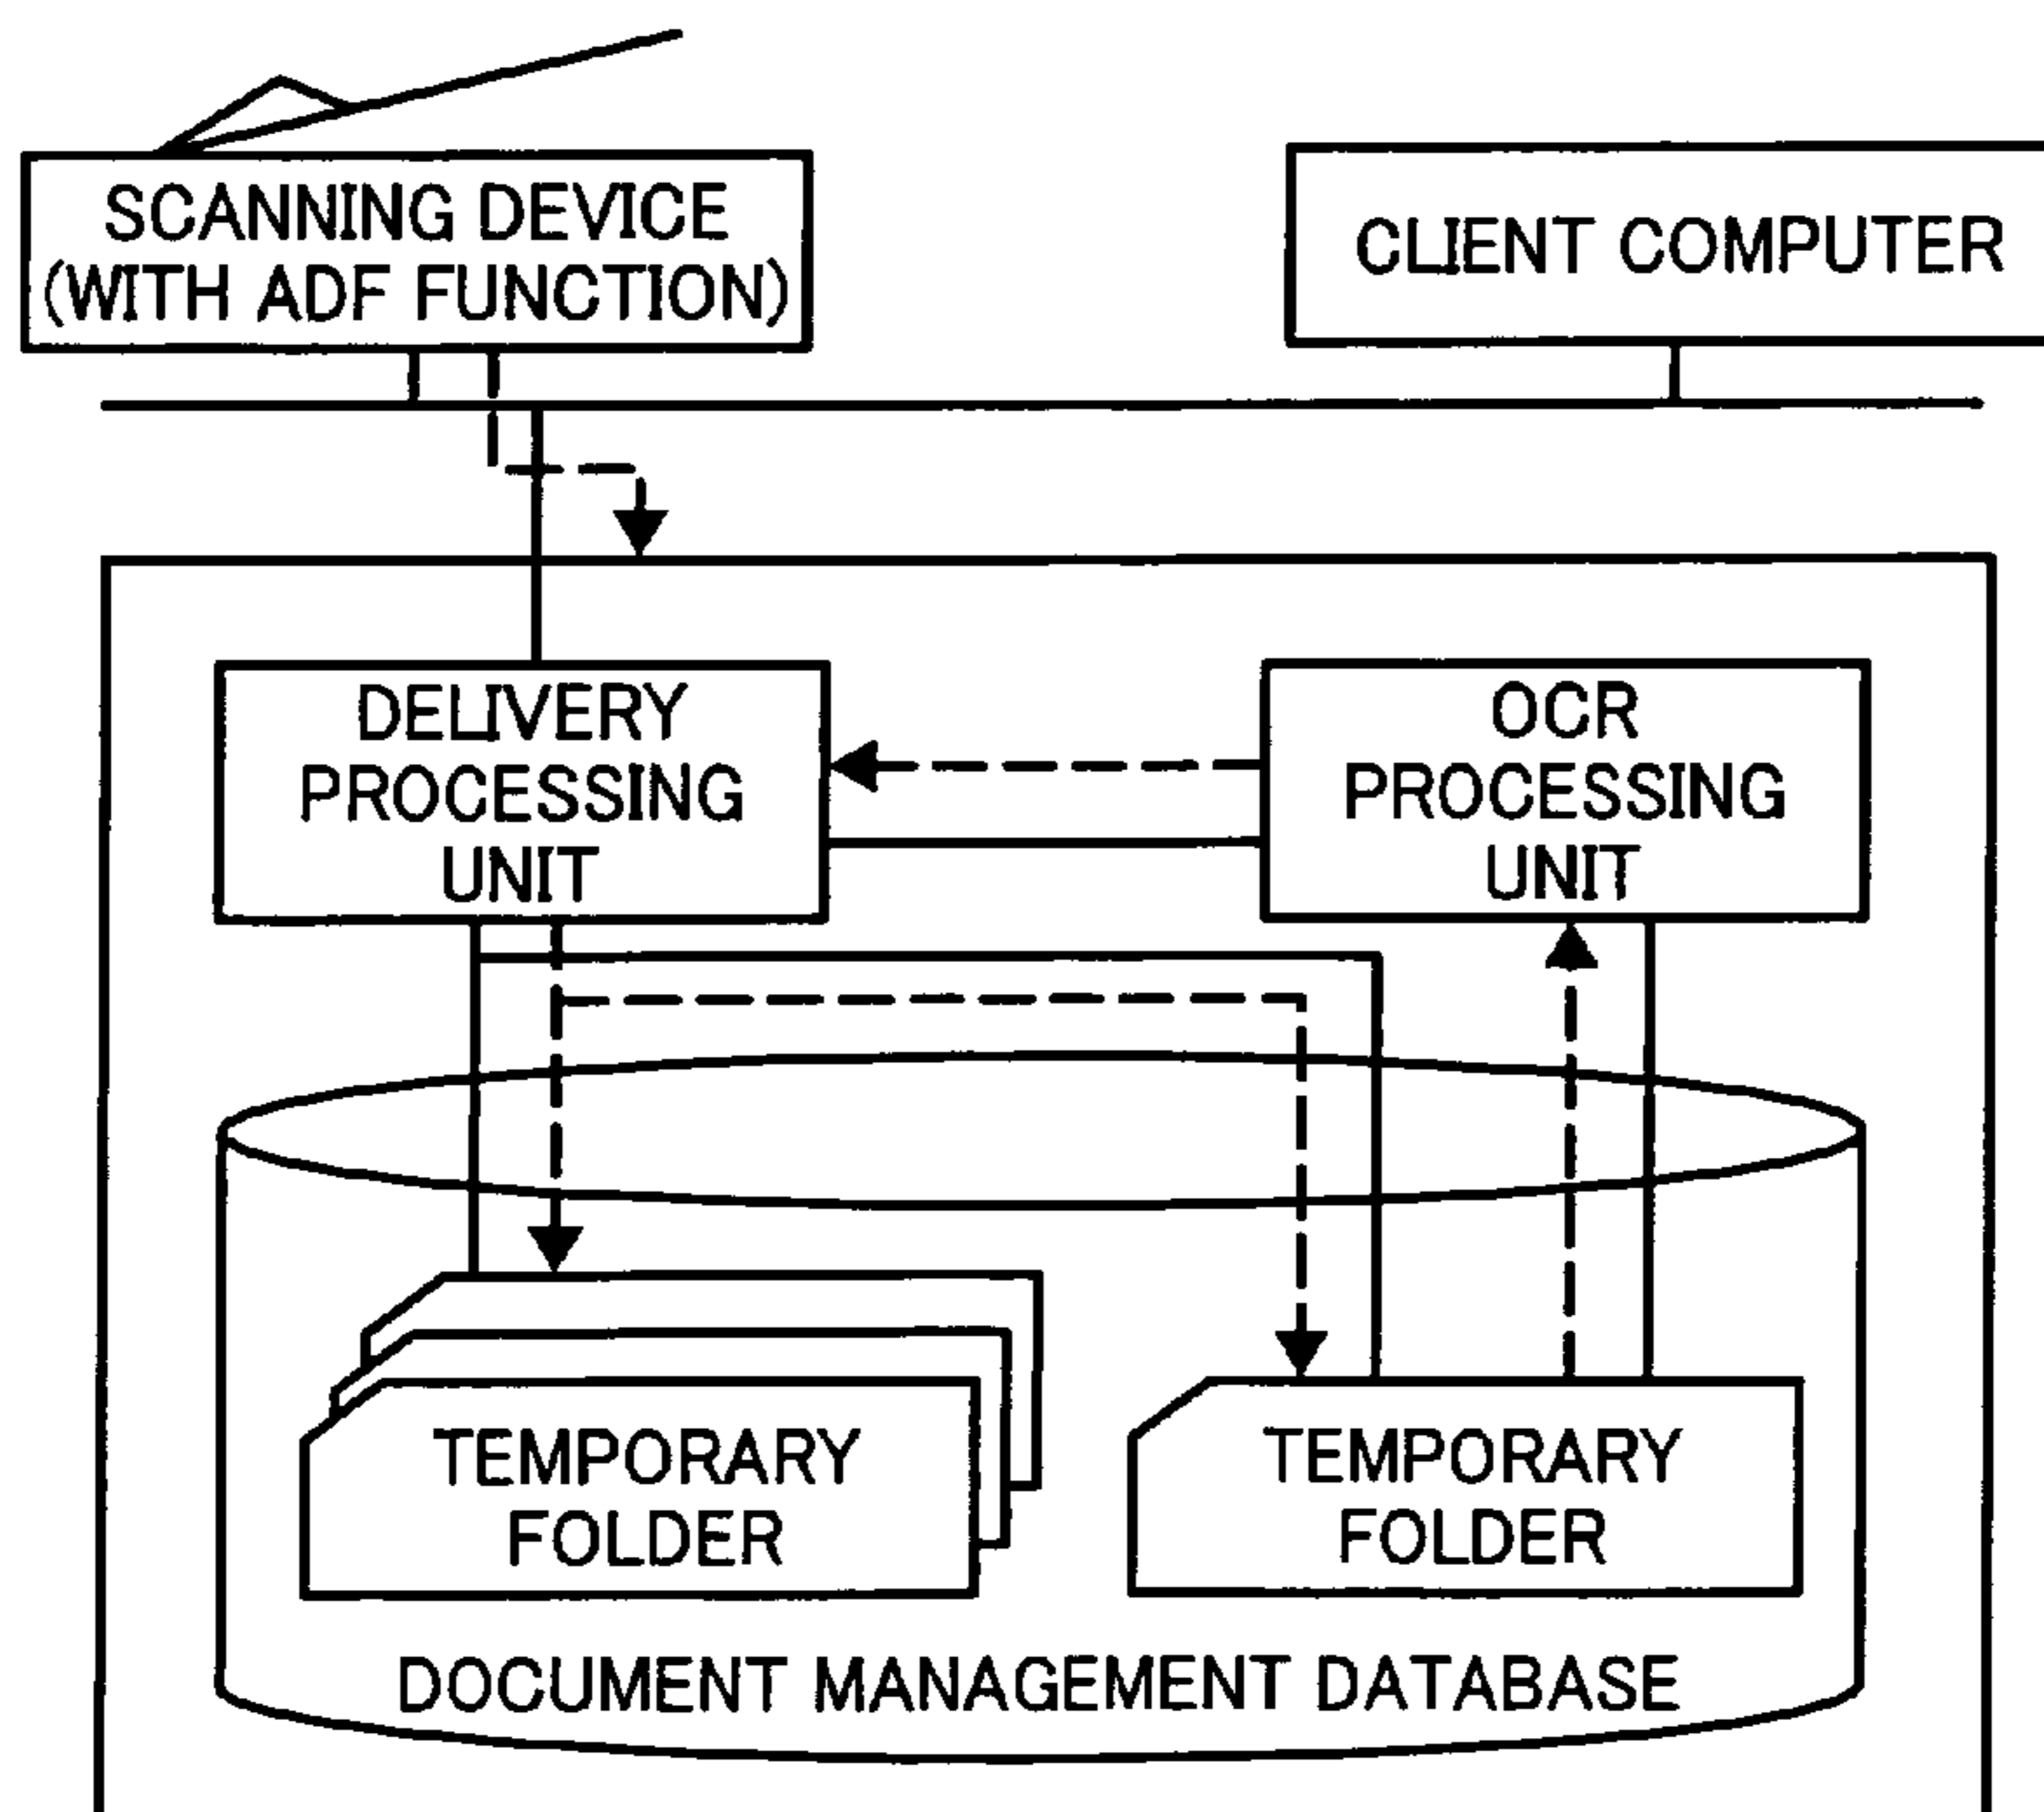 SCANNING DEVICE
(WITH ADF FUNCTION)
CLIENT COMPUTER
DELIVERY
PROCESSING
UNIT
OCR
PROCESSING
UNIT
TEMPORARY
FOLDER
TEMPORARY
FOLDER
DOCUMENT MANAGEMENT DATABASE